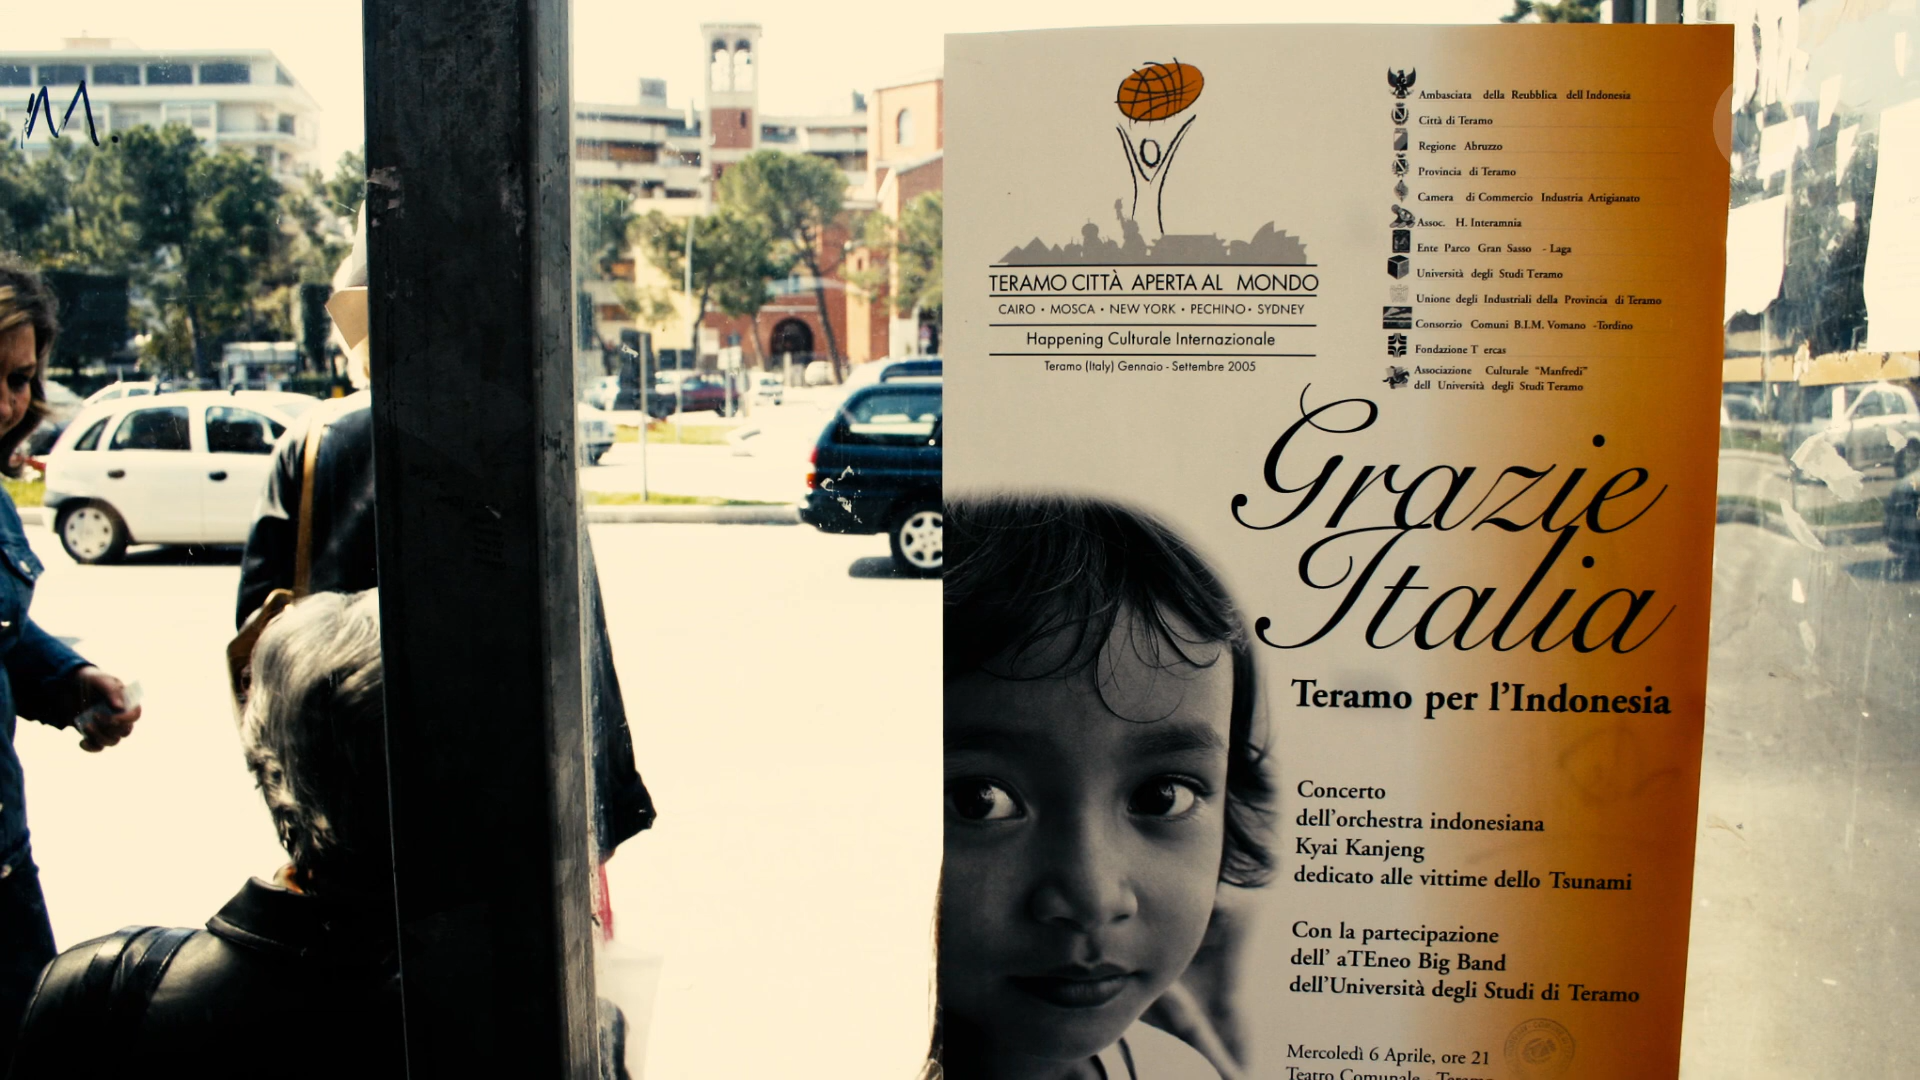 M.
TERAMO CITTÀ APERTA AL MONDO
CAIRO • MOSCA • NEW YORK • PECHINO • SYDNEY
Happening Culturale Internazionale
Teramo (Italy) Gennaio - Settembre 2005
Ambasciata della Reubblica dell Indonesia
Città di Teramo
Regione Abruzzo
Provincia di Teramo
Camera di Commercio Industria Artigianato
Assoc. H. Interamnia
Ente Parco Gran Sasso - Laga
Università degli Studi Teramo
Unione degli Industriali della Provincia di Teramo
Consorzio Comuni B.I.M. Vomano -Tordino
Fondazione T ercas
Associazione Culturale "Manfredi"
dell Università degli Studi Teramo
Grazie
Italia
Teramo per l'Indonesia
Concerto
dell'orchestra indonesiana
Kyai Kanjeng
dedicato alle vittime dello Tsunami
Con la partecipazione
dell' aTEneo Big Band
dell'Università degli Studi di Teramo
Mercoledì 6 Aprile, ore 21
Teatro Comunale - Teramo